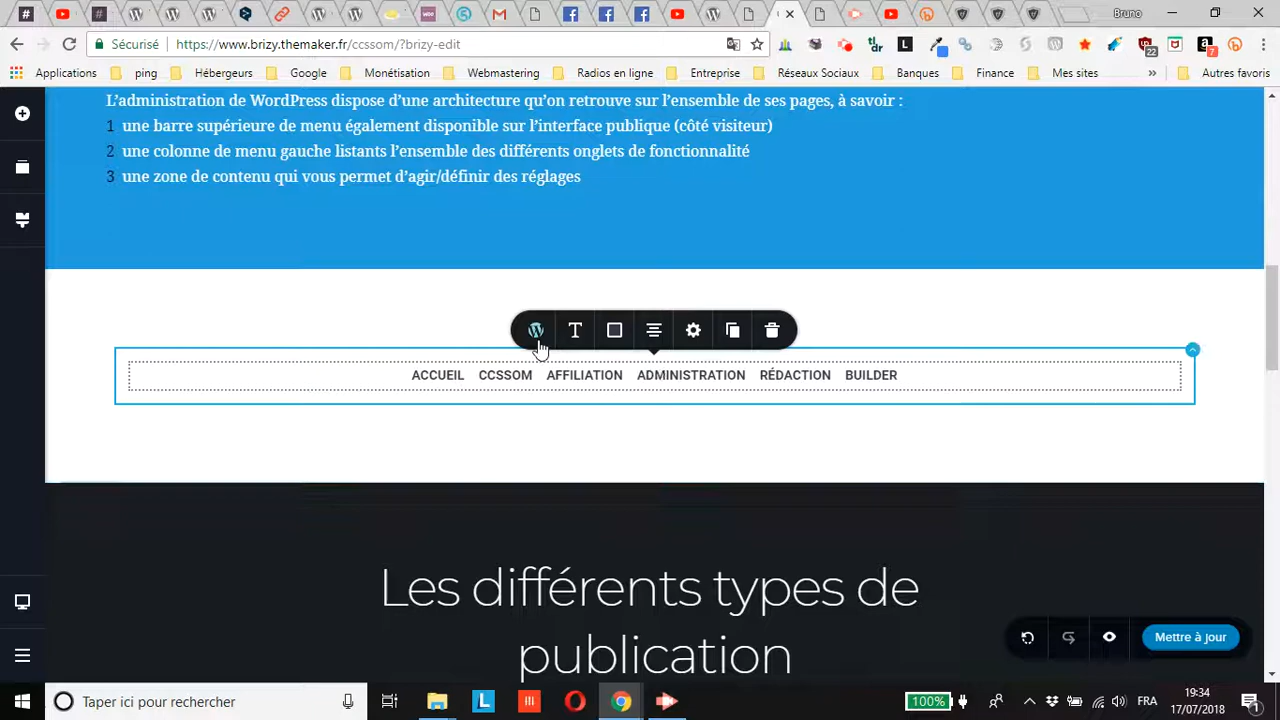 Bruno
Sécurisé https://www.brizy.themaker.fr/ccssom/?brizy-edit
tl;dr L 22 7
Applications ping Hébergeurs Google Monétisation Webmastering Radios en ligne Entreprise Réseaux Sociaux Banques Finance Mes sites » Autres favoris
L'administration de WordPress dispose d'une architecture qu'on retrouve sur l'ensemble de ses pages, à savoir :
1 une barre supérieure de menu également disponible sur l'interface publique (côté visiteur)
2 une colonne de menu gauche listants l'ensemble des différents onglets de fonctionnalité
3 une zone de contenu qui vous permet d'agir/définir des réglages
ACCUEIL CCSSOM AFFILIATION ADMINISTRATION RÉDACTION BUILDER
Les différents types de
publication
Mettre à jour
Taper ici pour rechercher
100% FRA
19:34
17/07/2018